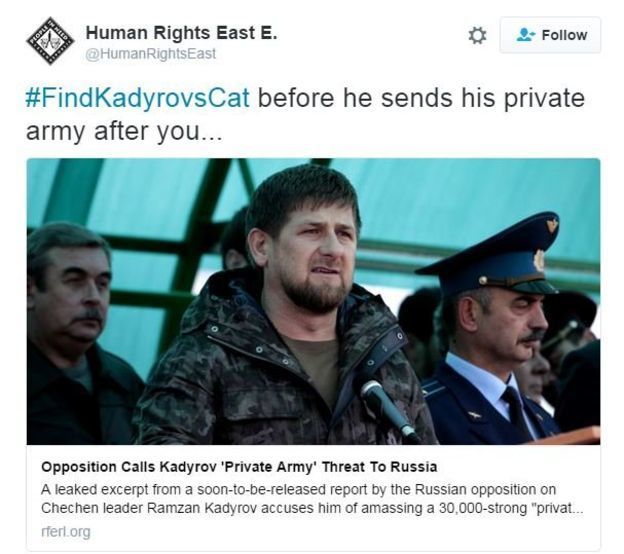 Human Rights East E.
@HumanRightsEast
Follow
#FindKadyrovsCat before he sends his private
army after you...
Opposition Calls Kadyrov 'Private Army' Threat To Russia
A leaked excerpt from a soon-to-be-released report by the Russian opposition on
Chechen leader Ramzan Kadyrov accuses him of amassing a 30,000-strong "privat...
rferl.org